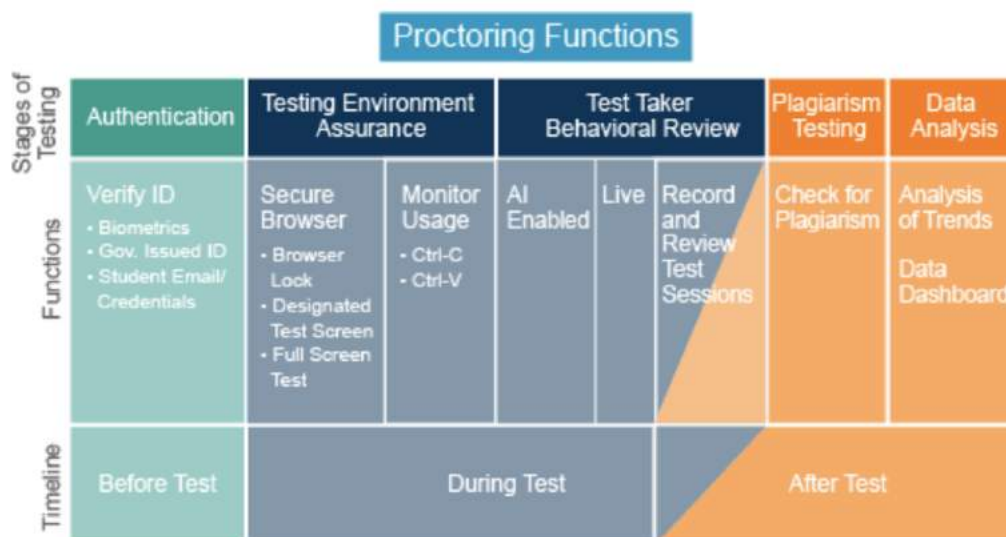 Proctoring Functions
Stages of
Testing
Authentication
Testing Environment
Assurance
Test Taker
Behavioral Review
Plagiarism
Testing
Data
Analysis
Functions
Verify ID
• Biometrics
• Gov. Issued ID
• Student Email/
Credentials
Secure
Browser
• Browser
Lock
• Designated
Test Screen
• Full Screen
Test
Monitor
Usage
• Ctrl-C
• Ctrl-V
AI
Enabled
Live
Record
and
Review
Test
Sessions
Check for
Plagiarism
Analysis
of Trends
Data
Dashboard
Timeline
Before Test
During Test
After Test